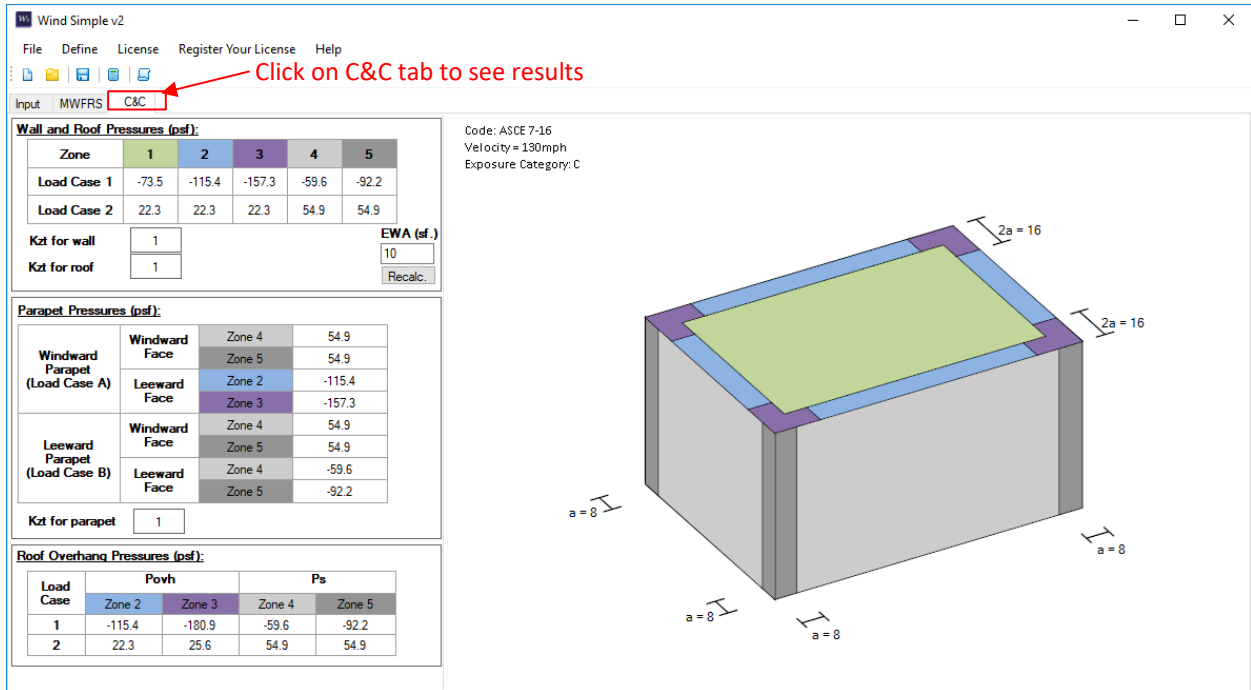 Wind Simple v2
File Define License Register Your License Help
Click on C&C tab to see results
Input MWFRS C&C
Wall and Roof Pressures (psf):
Zone 1 2 3 4 5
Load Case 1 -73.5 -115.4 -157.3 -59.6 -92.2
Load Case 2 22.3 22.3 22.3 54.9 54.9
Kzt for wall 1
EWA (sf.)
10
Kzt for roof 1
Recalc.
Parapet Pressures (psf):
Windward Parapet (Load Case A)
Windward Face
Zone 4 54.9
Zone 5 54.9
Leeward Face
Zone 2 -115.4
Zone 3 -157.3
Leeward Parapet (Load Case B)
Windward Face
Zone 4 54.9
Zone 5 54.9
Leeward Face
Zone 4 -59.6
Zone 5 -92.2
Kzt for parapet 1
Roof Overhang Pressures (psf):
Load Case Povh Ps
Zone 2 Zone 3 Zone 4 Zone 5
1 -115.4 -180.9 -59.6 -92.2
2 22.3 25.6 54.9 54.9
Code: ASCE 7-16
Velocity = 130mph
Exposure Category: C
2a = 16
2a = 16
a = 8
a = 8
a = 8
a = 8